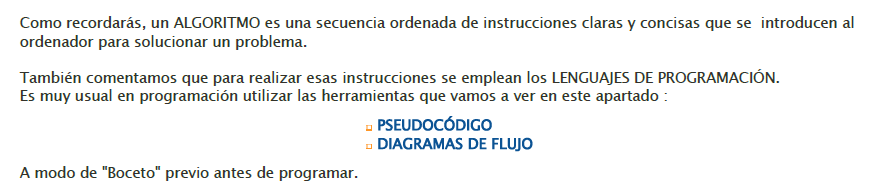 Como recordarás, un ALGORITMO es una secuencia ordenada de instrucciones claras y concisas que se introducen al
ordenador para solucionar un problema.
También comentamos que para realizar esas instrucciones se emplean los LENGUAJES DE PROGRAMACIÓN.
Es muy usual en programación utilizar las herramientas que vamos a ver en este apartado :
PSEUDOCÓDIGO
DIAGRAMAS DE FLUJO
A modo de "Boceto" previo antes de programar.